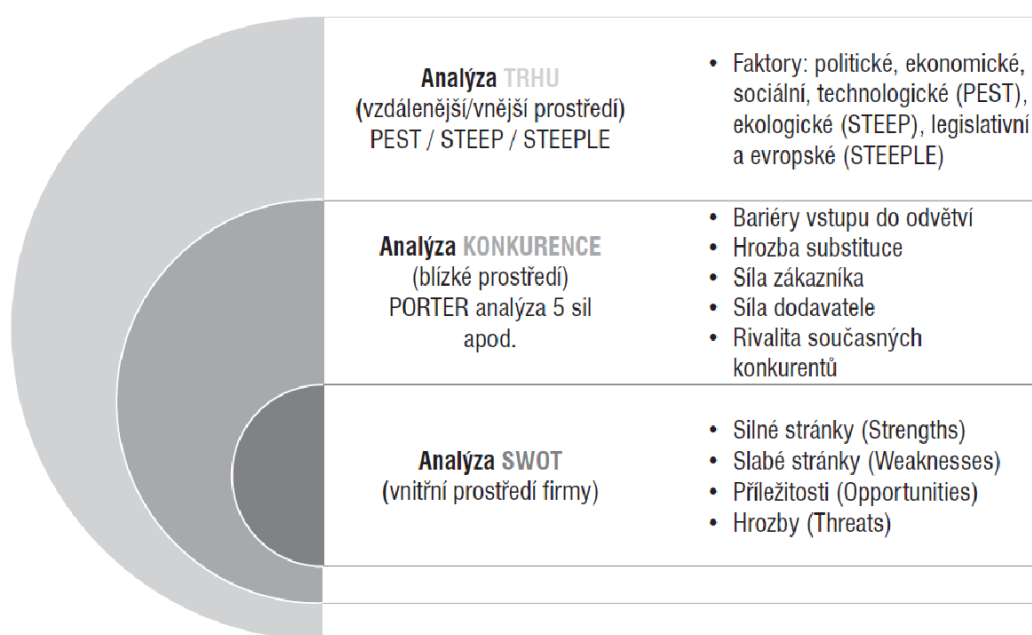 Analýza TRHU
(vzdálenější/vnější prostředí)
PEST / STEEP / STEEPLE
• Faktory: politické, ekonomické,
sociální, technologické (PEST),
ekologické (STEEP), legislativní
a evropské (STEEPLE)
Analýza KONKURENCE
(blízké prostředí)
PORTER analýza 5 sil
apod.
• Bariéry vstupu do odvětví
• Hrozba substituce
• Síla zákazníka
• Síla dodavatele
• Rivalita současných
konkurentů
Analýza SWOT
(vnitřní prostředí firmy)
• Silné stránky (Strengths)
• Slabé stránky (Weaknesses)
• Příležitosti (Opportunities)
• Hrozby (Threats)